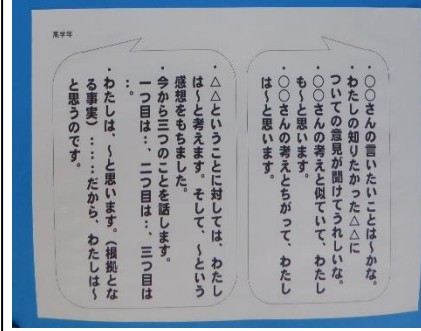 高学年
・〇〇さんの言いたいことは〜かな。
・わたしの知りたかった△△に
ついての意見が聞けてうれしいな。
・〇〇さんの考えと似ていて、わたし
も〜と思います。
・〇〇さんの考えとちがって、わたし
は〜と思います。
・△△ということに対しては、わたし
は〜と考えます。そして、〜という
感想をもちました。
・今から三つのことを話します。
一つ目は…、二つ目は…、三つ目は
…。
・わたしは、〜と思います。（根拠とな
る事実）……だから、わたしは〜
と思うのです。